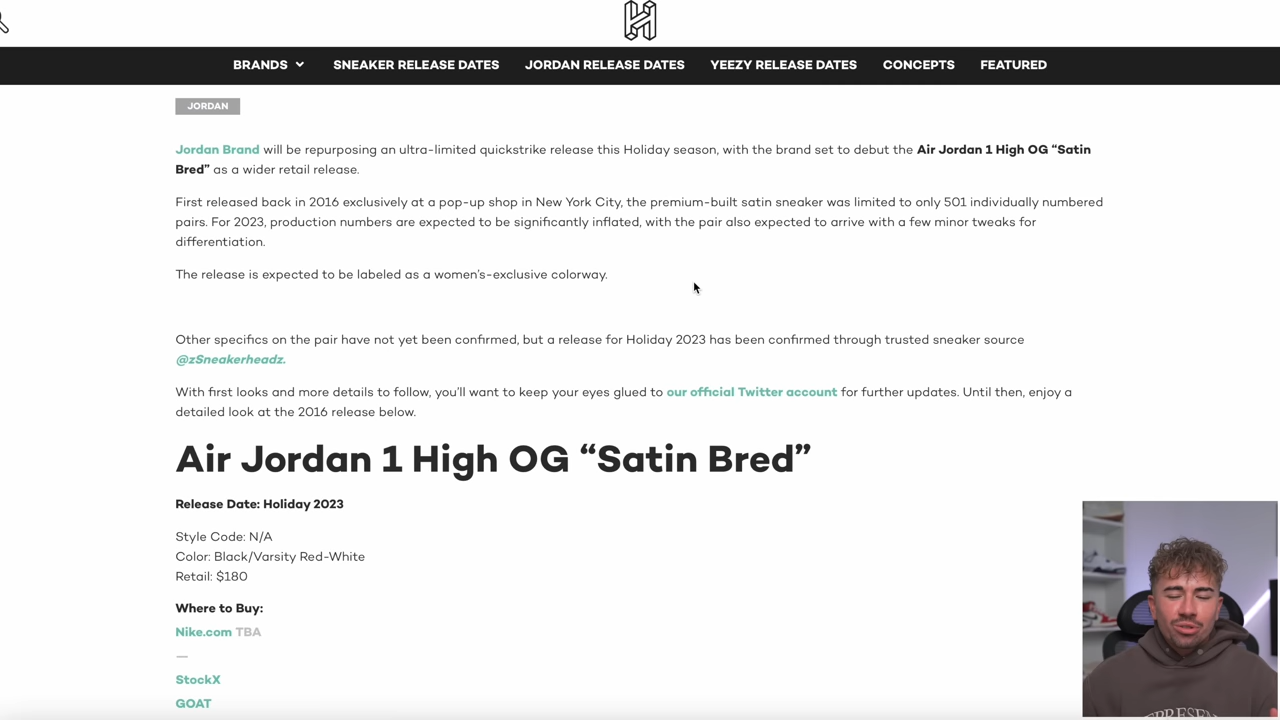 BRANDS SNEAKER RELEASE DATES JORDAN RELEASE DATES YEEZY RELEASE DATES CONCEPTS FEATURED
JORDAN
Jordan Brand will be repurposing an ultra-limited quickstrike release this Holiday season, with the brand set to debut the Air Jordan 1 High OG “Satin
Bred” as a wider retail release.
First released back in 2016 exclusively at a pop-up shop in New York City, the premium-built satin sneaker was limited to only 501 individually numbered
pairs. For 2023, production numbers are expected to be significantly inflated, with the pair also expected to arrive with a few minor tweaks for
differentiation.
The release is expected to be labeled as a women’s-exclusive colorway.
Other specifics on the pair have not yet been confirmed, but a release for Holiday 2023 has been confirmed through trusted sneaker source
@zSneakerheadz.
With first looks and more details to follow, you’ll want to keep your eyes glued to our official Twitter account for further updates. Until then, enjoy a
detailed look at the 2016 release below.
Air Jordan 1 High OG “Satin Bred”
Release Date: Holiday 2023
Style Code: N/A
Color: Black/Varsity Red-White
Retail: $180
Where to Buy:
Nike.com TBA
—
StockX
GOAT